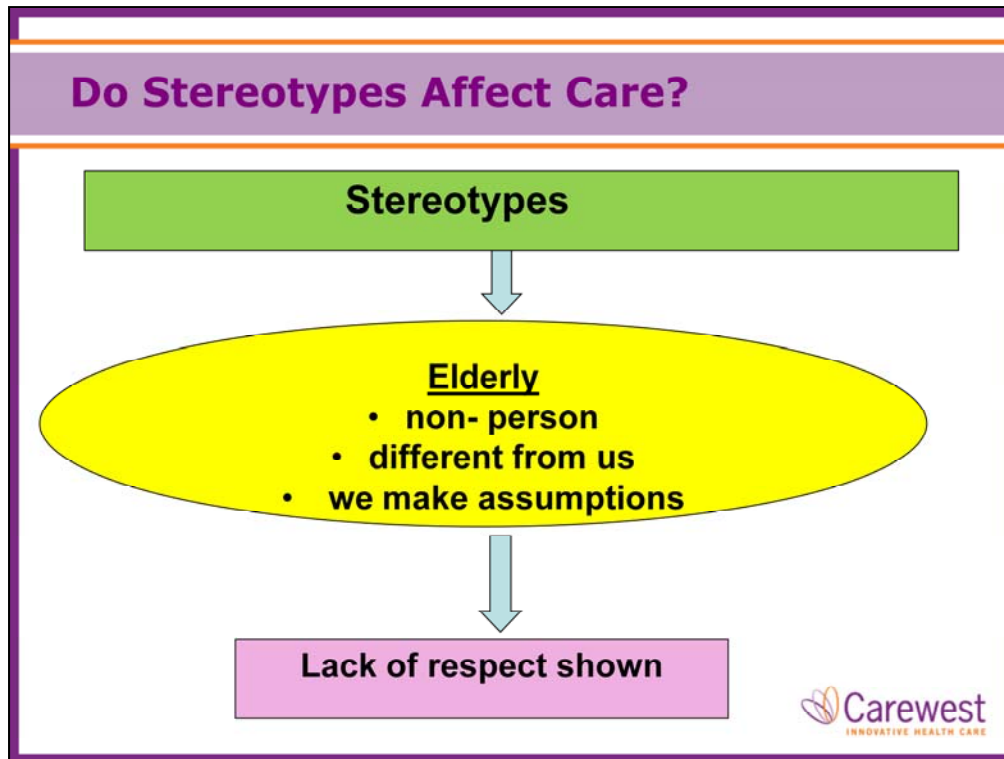 Do Stereotypes Affect Care?
Stereotypes
Elderly
• non- person
• different from us
• we make assumptions
Lack of respect shown
Carewest
INNOVATIVE HEALTH CARE